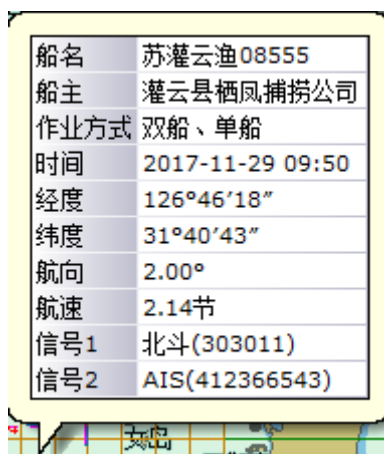 船名 苏灌云渔08555
船主 灌云县栖凤捕捞公司
作业方式 双船、单船
时间 2017-11-29 09:50
经度 126°46′18″
纬度 31°40′43″
航向 2.00°
航速 2.14节
信号1 北斗(303011)
信号2 AIS(412366543)